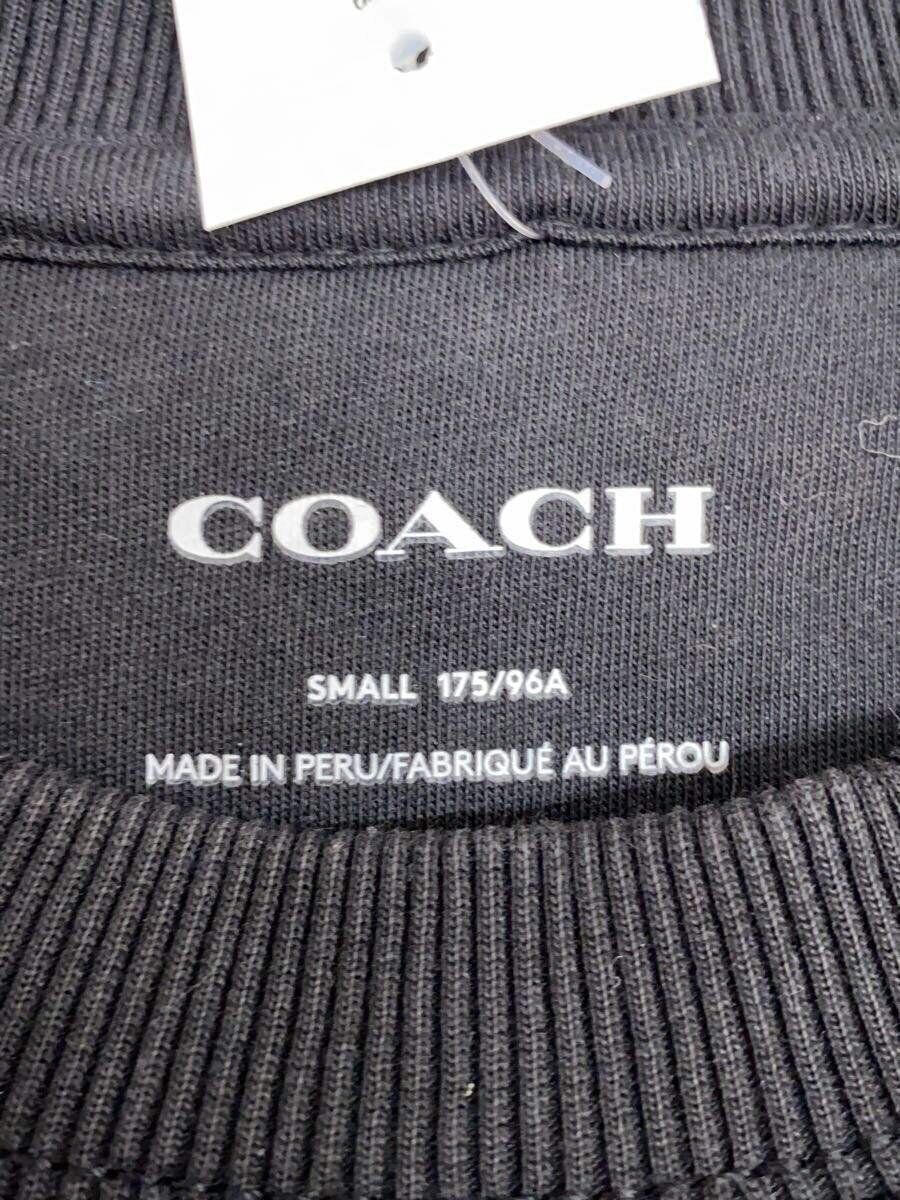 COACH
SMALL 175/96A
MADE IN PERU/FABRIQUÉ AU PÉROU